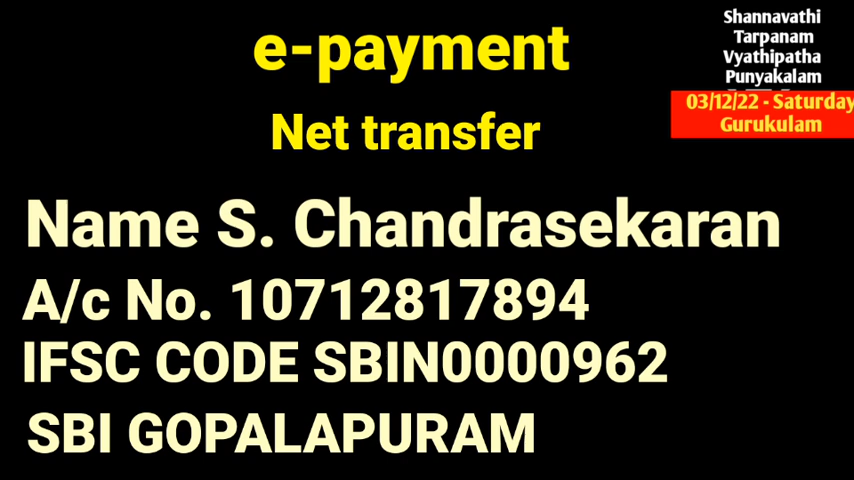 e-payment
Net transfer
Shannavathi
Tarpanam
Vyathipatha
Punyakalam
03/12/22 - Saturday
Gurukulam
Name S. Chandrasekaran
A/c No. 10712817894
IFSC CODE SBIN0000962
SBI GOPALAPURAM